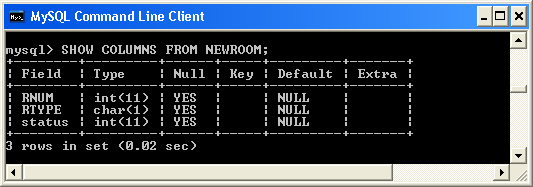 MySQL Command Line Client
mysql> SHOW COLUMNS FROM NEWROOM;
+--------+---------+------+-----+---------+-------+
| Field  | Type    | Null | Key | Default | Extra |
+--------+---------+------+-----+---------+-------+
| RNUM   | int(11) | YES  |     | NULL    |       |
| RTYPE  | char(1) | YES  |     | NULL    |       |
| status | int(11) | YES  |     | NULL    |       |
+--------+---------+------+-----+---------+-------+
3 rows in set (0.02 sec)